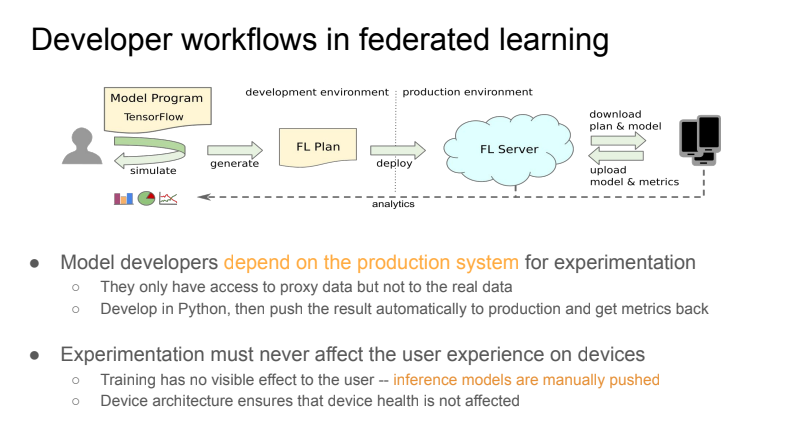 Developer workflows in federated learning
Model Program
TensorFlow
simulate
generate
development environment
production environment
FL Plan
deploy
FL Server
download
plan & model
upload
model & metrics
analytics
● Model developers depend on the production system for experimentation
○ They only have access to proxy data but not to the real data
○ Develop in Python, then push the result automatically to production and get metrics back
● Experimentation must never affect the user experience on devices
○ Training has no visible effect to the user -- inference models are manually pushed
○ Device architecture ensures that device health is not affected